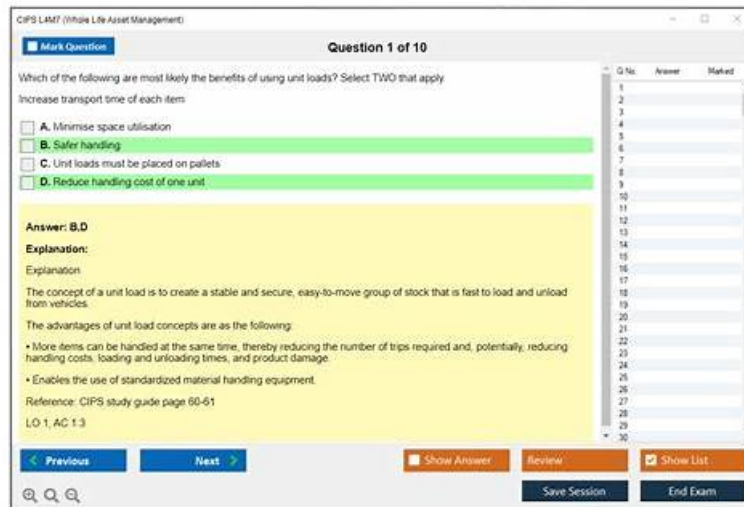 CIPS L4M7 (Whole Life Asset Management)
Mark Question
Question 1 of 10
Which of the following are most likely the benefits of using unit loads? Select TWO that apply.
Increase transport time of each item
A. Minimise space utilisation
B. Safer handling
C. Unit loads must be placed on pallets
D. Reduce handling cost of one unit
Answer: B,D
Explanation:
Explanation
The concept of a unit load is to create a stable and secure, easy-to-move group of stock that is fast to load and unload
from vehicles.
The advantages of unit load concepts are as the following:
• More items can be handled at the same time, thereby reducing the number of trips required and, potentially, reducing
handling costs, loading and unloading times, and product damage.
• Enables the use of standardized material handling equipment.
Reference: CIPS study guide page 60-61
LO 1, AC 1.3
Q No. Answer Marked
1
2
3
4
5
6
7
8
9
10
11
12
13
14
15
16
17
18
19
20
21
22
23
24
25
26
27
28
29
30
Previous
Next
Show Answer
Review
Show List
Save Session
End Exam